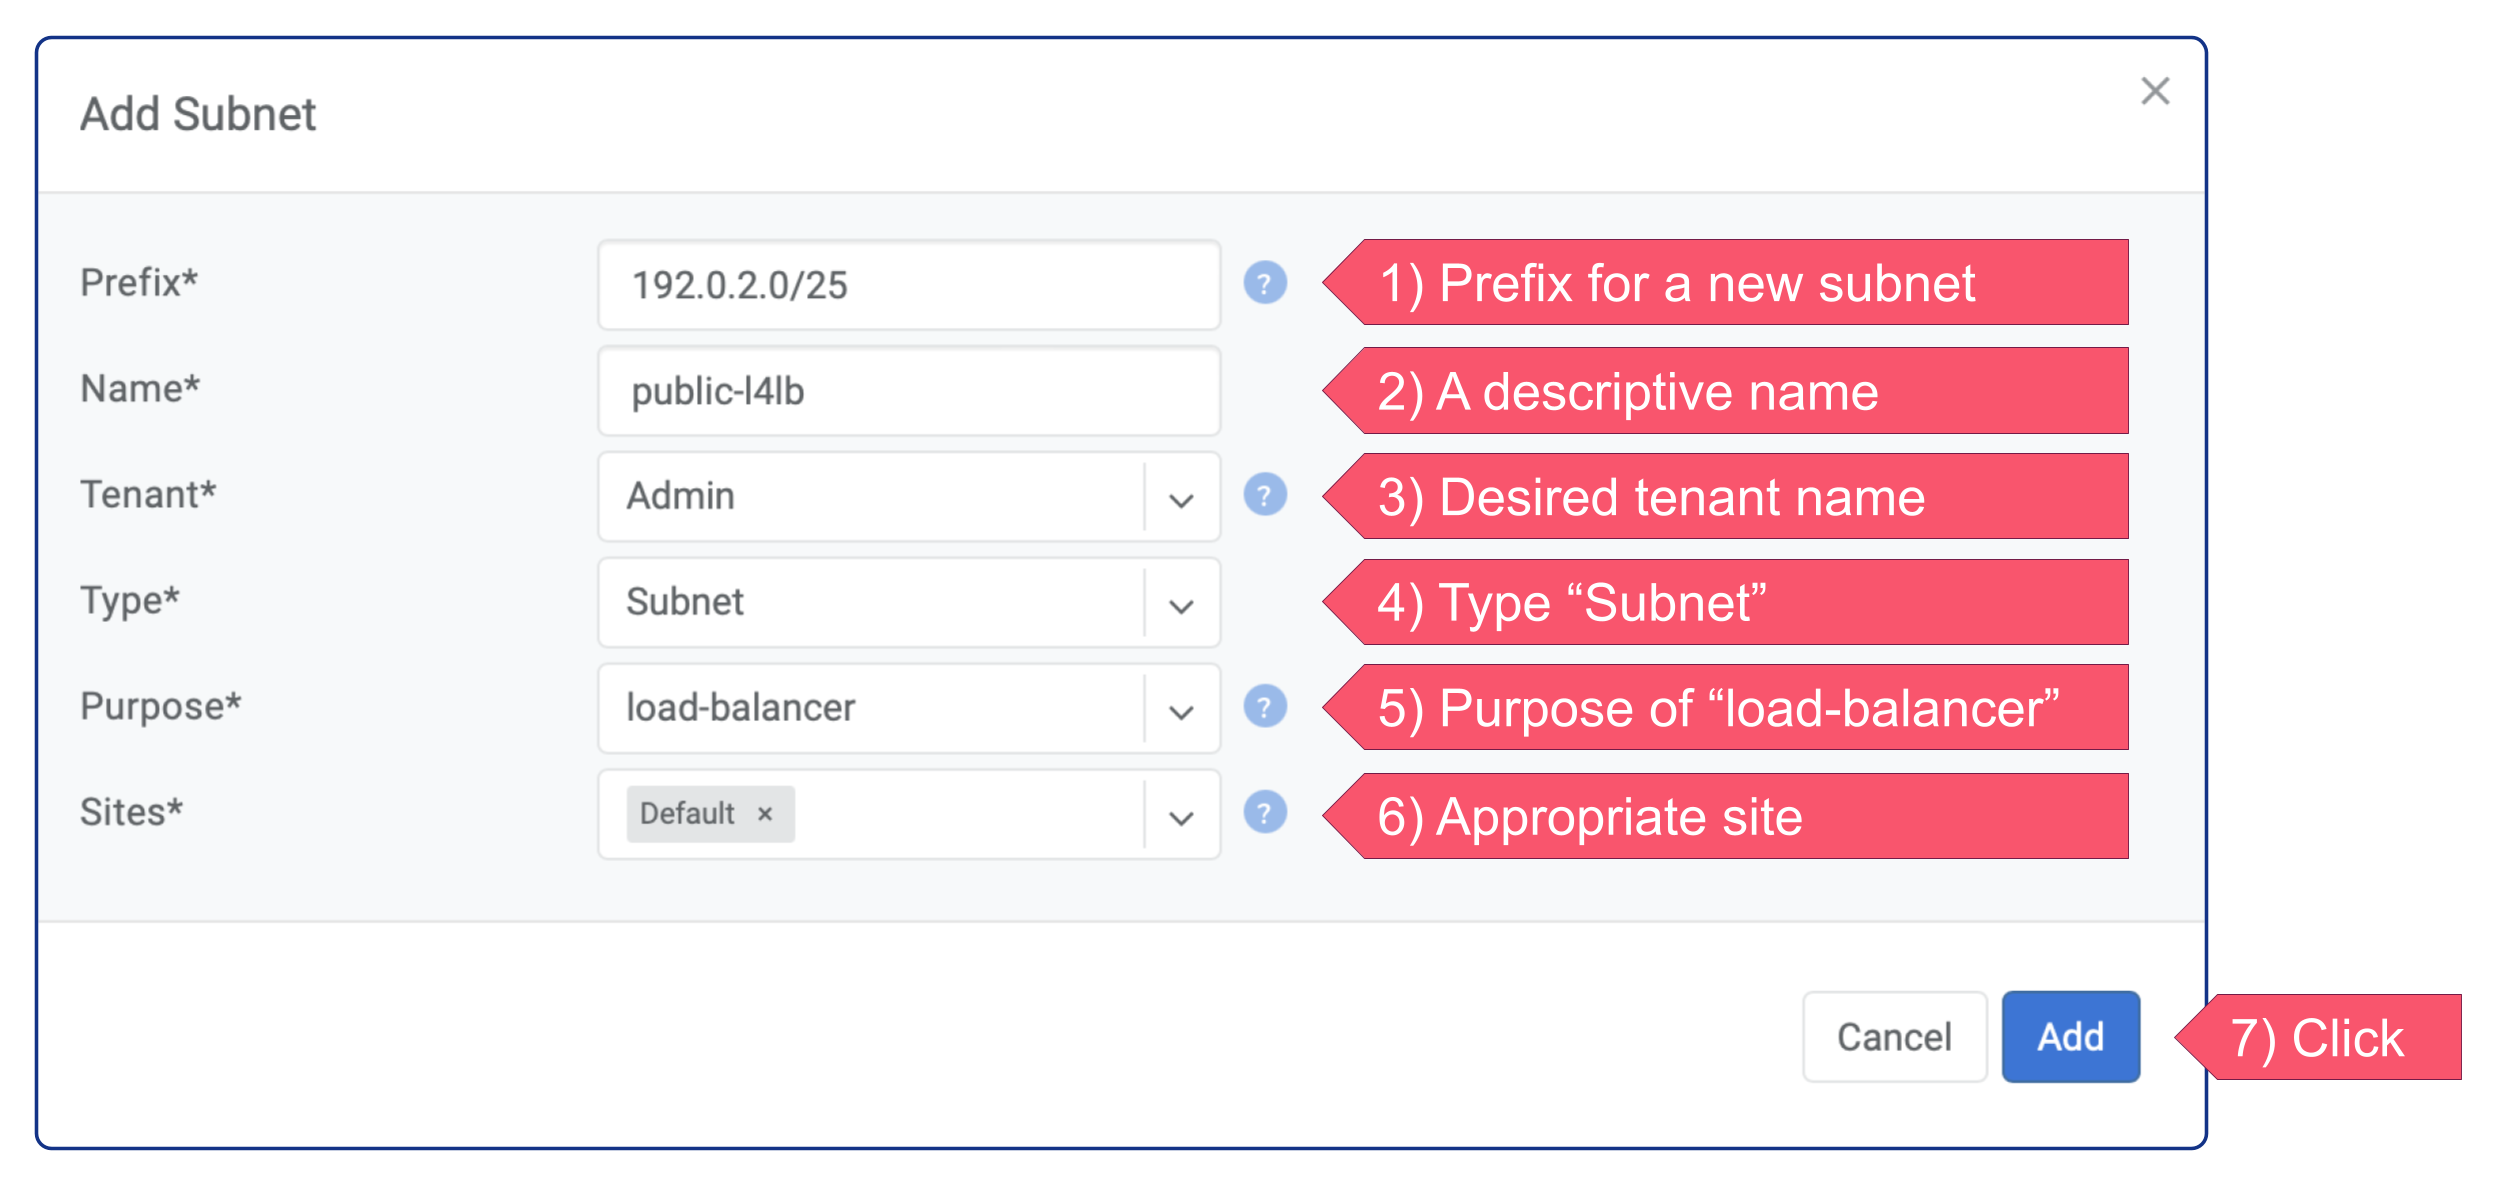 Add Subnet
Prefix* 192.0.2.0/25 ? 1) Prefix for a new subnet
Name* public-l4lb 2) A descriptive name
Tenant* Admin ? 3) Desired tenant name
Type* Subnet 4) Type “Subnet”
Purpose* load-balancer ? 5) Purpose of “load-balancer”
Sites* Default × ? 6) Appropriate site
Cancel Add 7) Click